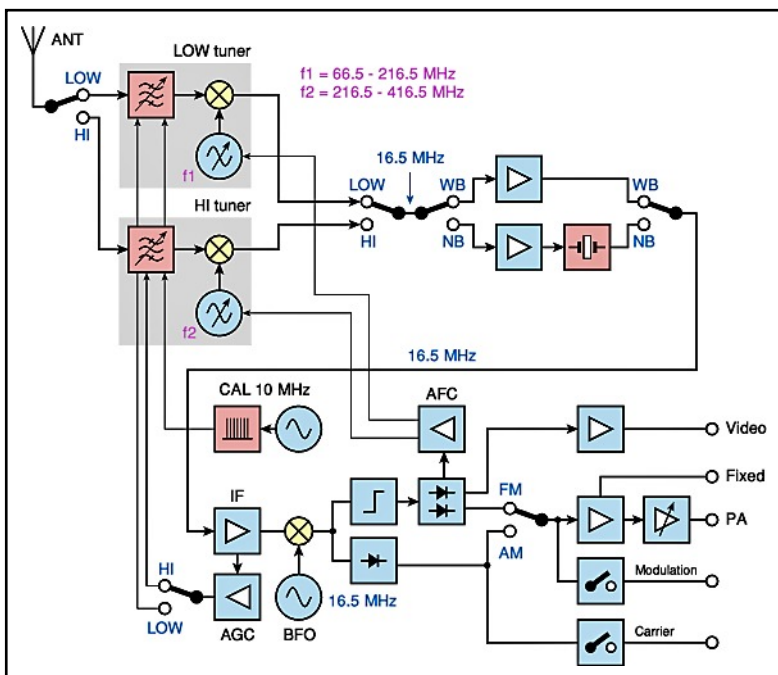 ANT
LOW tuner
f1 = 66.5 - 216.5 MHz
f2 = 216.5 - 416.5 MHz
LOW
HI
f1
16.5 MHz
LOW
WB
WB
HI tuner
HI
NB
NB
f2
16.5 MHz
CAL 10 MHz
AFC
Video
IF
FM
Fixed
PA
AM
HI
Modulation
LOW
16.5 MHz
AGC
BFO
Carrier